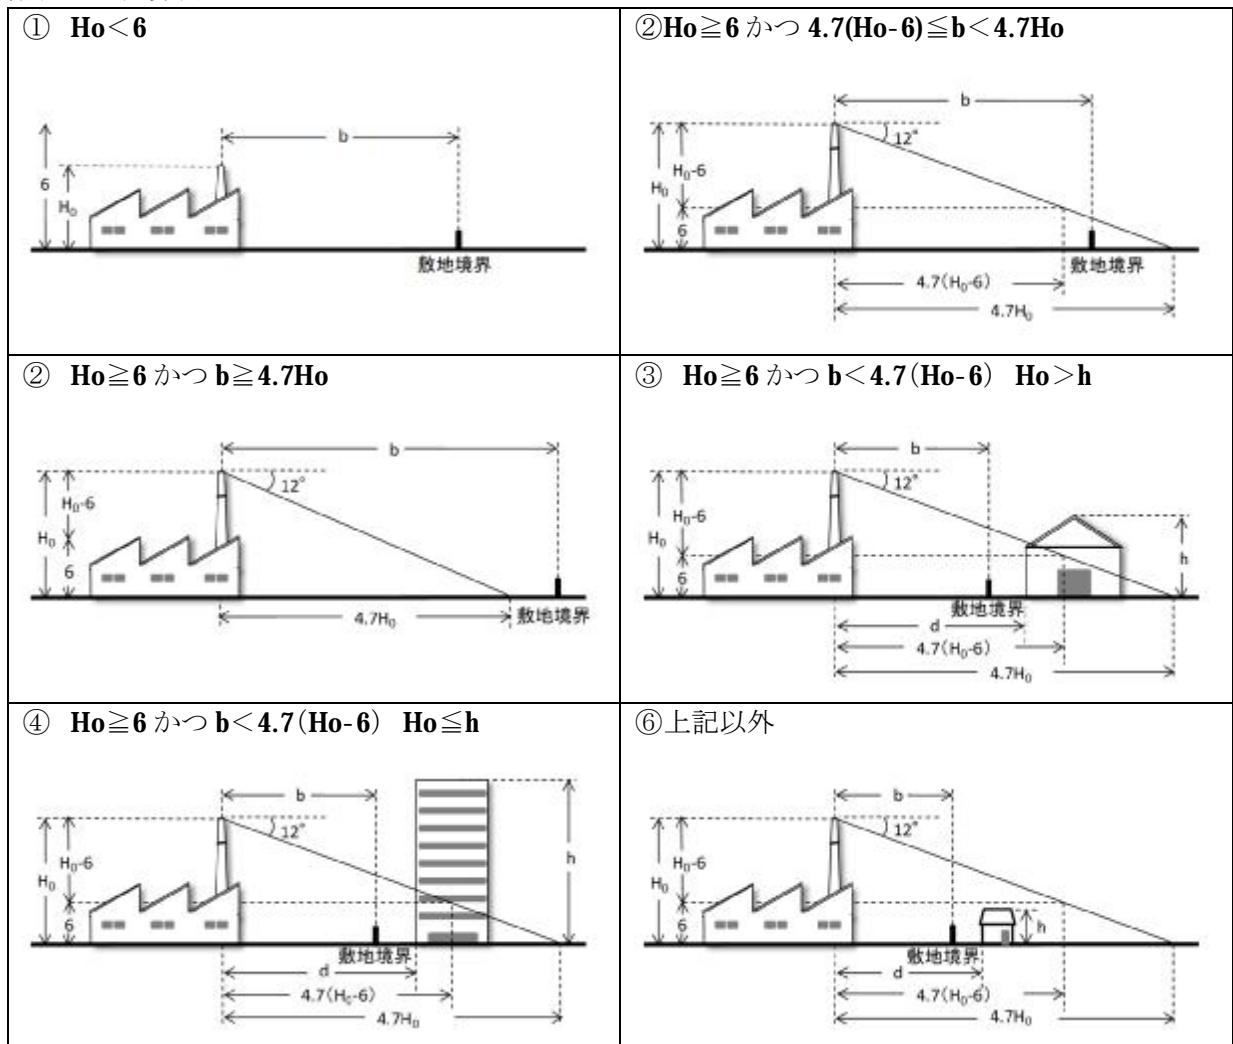 ① Ho＜6
②Ho≧6 かつ 4.7(Ho-6)≦b＜4.7Ho
b
6
H₀
敷地境界
b
12°
H₀-6
H₀
6
敷地境界
4.7(H₀-6)
4.7H₀
② Ho≧6 かつ b≧4.7Ho
③ Ho≧6 かつ b＜4.7(Ho-6) Ho＞h
b
12°
H₀-6
H₀
6
4.7H₀
敷地境界
b
12°
H₀-6
H₀
6
h
敷地境界
d
4.7(H₀-6)
4.7H₀
④ Ho≧6 かつ b＜4.7(Ho-6) Ho≦h
⑥上記以外
b
12°
H₀-6
H₀
6
h
敷地境界
d
4.7(H₀-6)
4.7H₀
b
12°
H₀-6
H₀
6
h
敷地境界
d
4.7(H₀-6)
4.7H₀